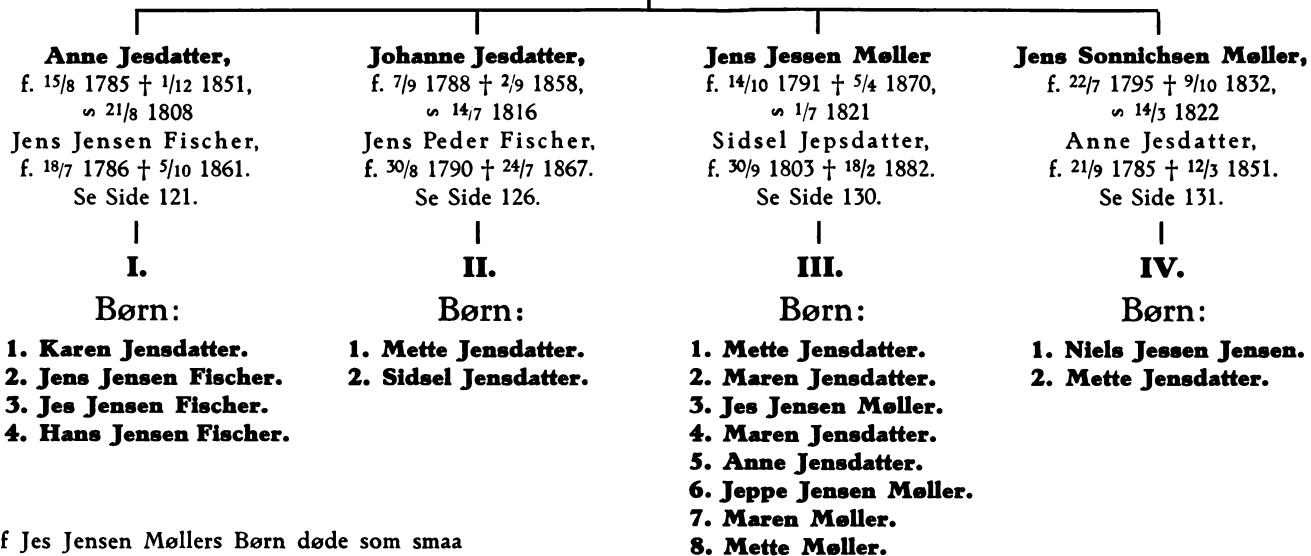 Anne Jesdatter,
f. 15/8 1785 † 1/12 1851,
∽ 21/8 1808
Jens Jensen Fischer,
f. 18/7 1786 † 5/10 1861.
Se Side 121.
I.
Børn:
1. Karen Jensdatter.
2. Jens Jensen Fischer.
3. Jes Jensen Fischer.
4. Hans Jensen Fischer.
Johanne Jesdatter,
f. 7/9 1788 † 2/9 1858,
∽ 14/7 1816
Jens Peder Fischer,
f. 30/8 1790 † 24/7 1867.
Se Side 126.
II.
Børn:
1. Mette Jensdatter.
2. Sidsel Jensdatter.
Jens Jessen Møller
f. 14/10 1791 † 5/4 1870,
∽ 1/7 1821
Sidsel Jepsdatter,
f. 30/9 1803 † 18/2 1882.
Se Side 130.
III.
Børn:
1. Mette Jensdatter.
2. Maren Jensdatter.
3. Jes Jensen Møller.
4. Maren Jensdatter.
5. Anne Jensdatter.
6. Jeppe Jensen Møller.
7. Maren Møller.
8. Mette Møller.
Jens Sonnichsen Møller,
f. 22/7 1795 † 9/10 1832,
∽ 14/3 1822
Anne Jesdatter,
f. 21/9 1785 † 12/3 1851.
Se Side 131.
IV.
Børn:
1. Niels Jessen Jensen.
2. Mette Jensdatter.
f Jes Jensen Møllers Børn døde som smaa